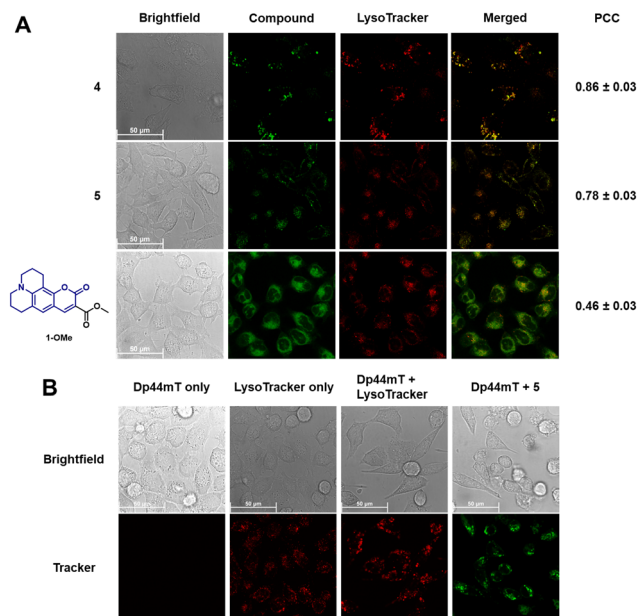 A
Brightfield Compound LysoTracker Merged PCC
4 50 µm 0.86 ± 0.03
5 50 µm 0.78 ± 0.03
N O O O O 1-OMe 50 µm 0.46 ± 0.03
B
Dp44mT only LysoTracker only Dp44mT + LysoTracker Dp44mT + 5
Brightfield 50 µm 50 µm 50 µm 50 µm
Tracker